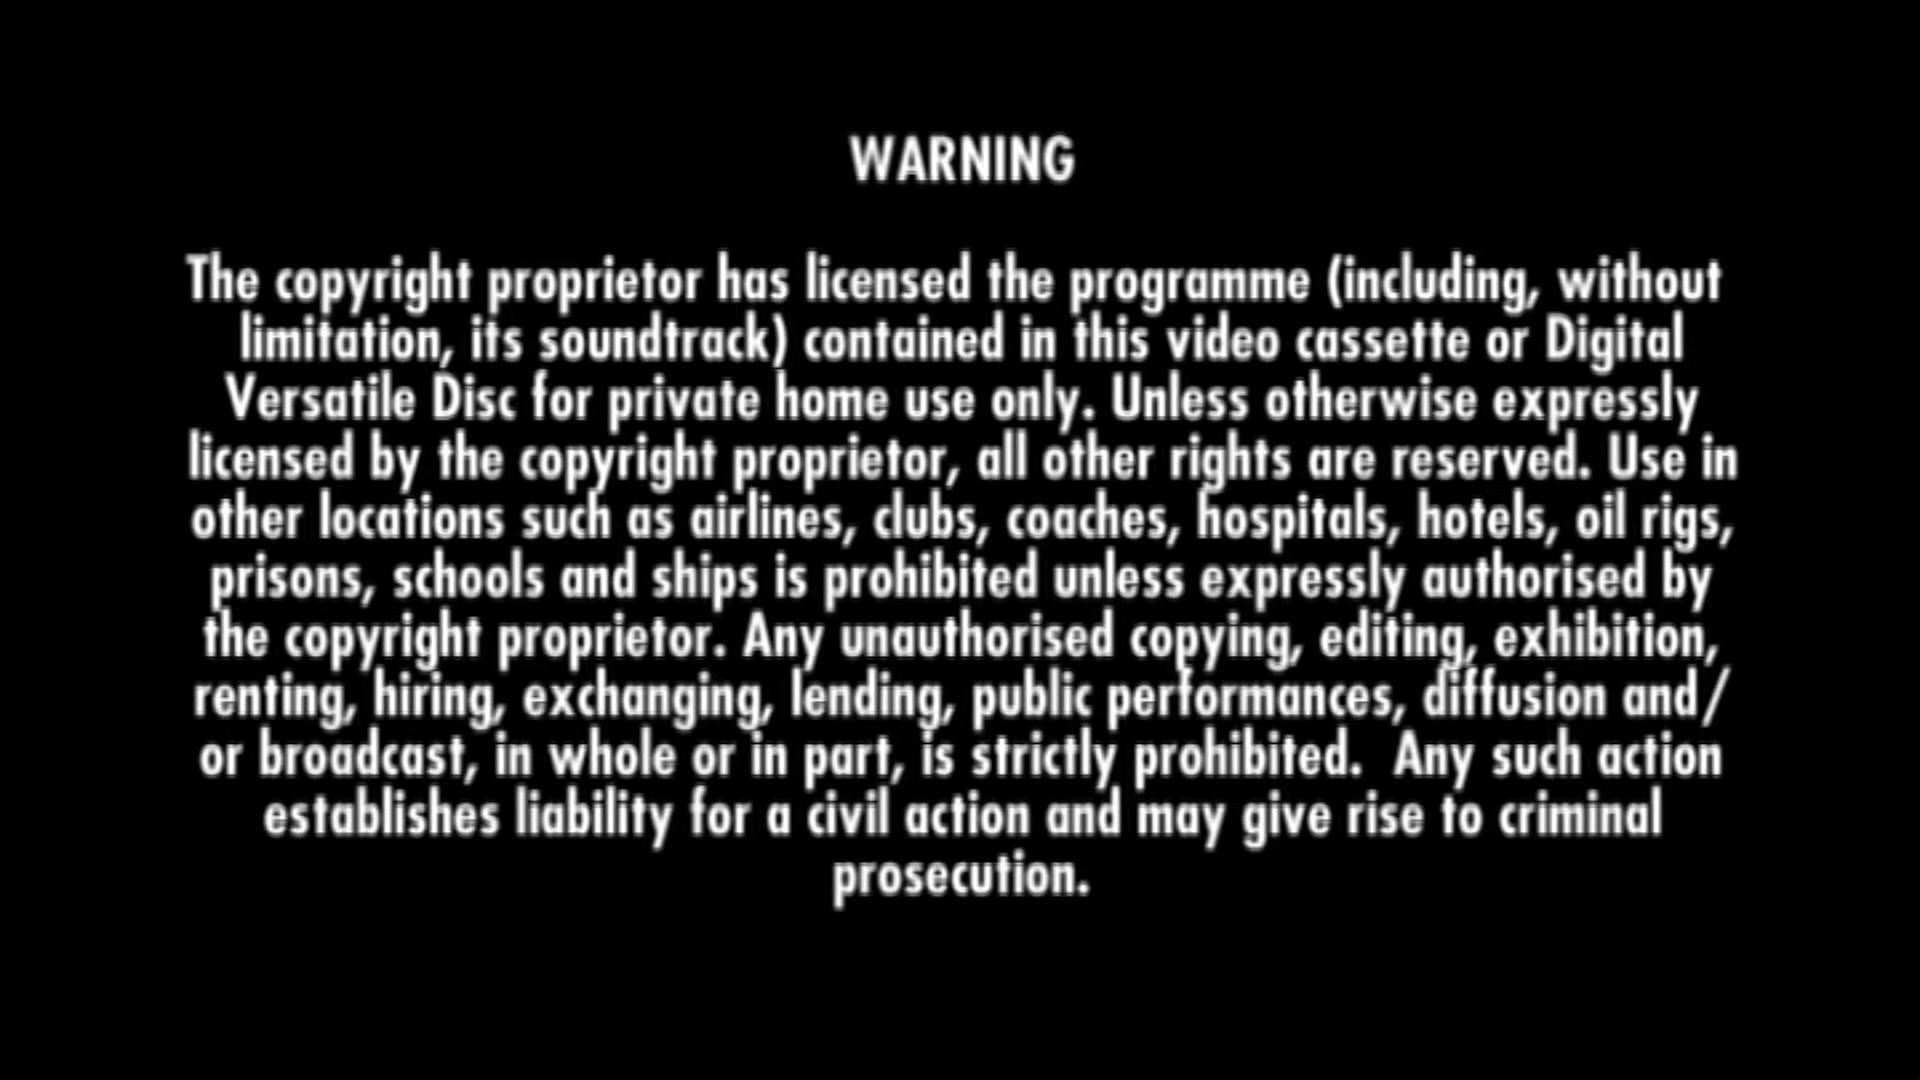 WARNING
The copyright proprietor has licensed the programme (including, without
limitation, its soundtrack) contained in this video cassette or Digital
Versatile Disc for private home use only. Unless otherwise expressly
licensed by the copyright proprietor, all other rights are reserved. Use in
other locations such as airlines, clubs, coaches, hospitals, hotels, oil rigs,
prisons, schools and ships is prohibited unless expressly authorised by
the copyright proprietor. Any unauthorised copying, editing, exhibition,
renting, hiring, exchanging, lending, public performances, diffusion and/
or broadcast, in whole or in part, is strictly prohibited.  Any such action
establishes liability for a civil action and may give rise to criminal
prosecution.